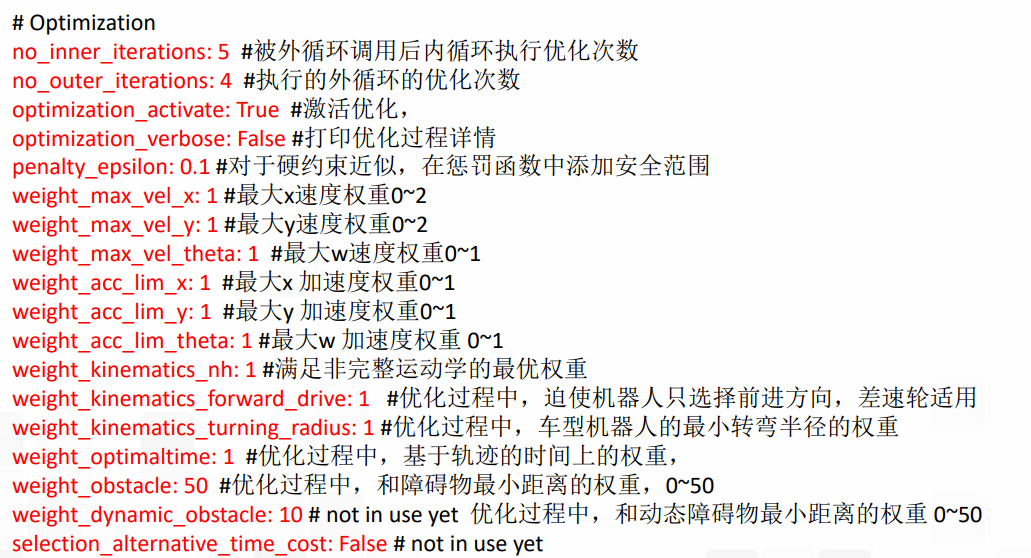 # Optimization
no_inner_iterations: 5 #被外循环调用后内循环执行优化次数
no_outer_iterations: 4 #执行的外循环的优化次数
optimization_activate: True #激活优化，
optimization_verbose: False #打印优化过程详情
penalty_epsilon: 0.1 #对于硬约束近似，在惩罚函数中添加安全范围
weight_max_vel_x: 1 #最大x速度权重0~2
weight_max_vel_y: 1 #最大y速度权重0~2
weight_max_vel_theta: 1 #最大w速度权重0~1
weight_acc_lim_x: 1 #最大x 加速度权重0~1
weight_acc_lim_y: 1 #最大y 加速度权重0~1
weight_acc_lim_theta: 1 #最大w 加速度权重 0~1
weight_kinematics_nh: 1 #满足非完整运动学的最优权重
weight_kinematics_forward_drive: 1 #优化过程中，迫使机器人只选择前进方向，差速轮适用
weight_kinematics_turning_radius: 1 #优化过程中，车型机器人的最小转弯半径的权重
weight_optimaltime: 1 #优化过程中，基于轨迹的时间上的权重，
weight_obstacle: 50 #优化过程中，和障碍物最小距离的权重，0~50
weight_dynamic_obstacle: 10 # not in use yet 优化过程中，和动态障碍物最小距离的权重 0~50
selection_alternative_time_cost: False # not in use yet